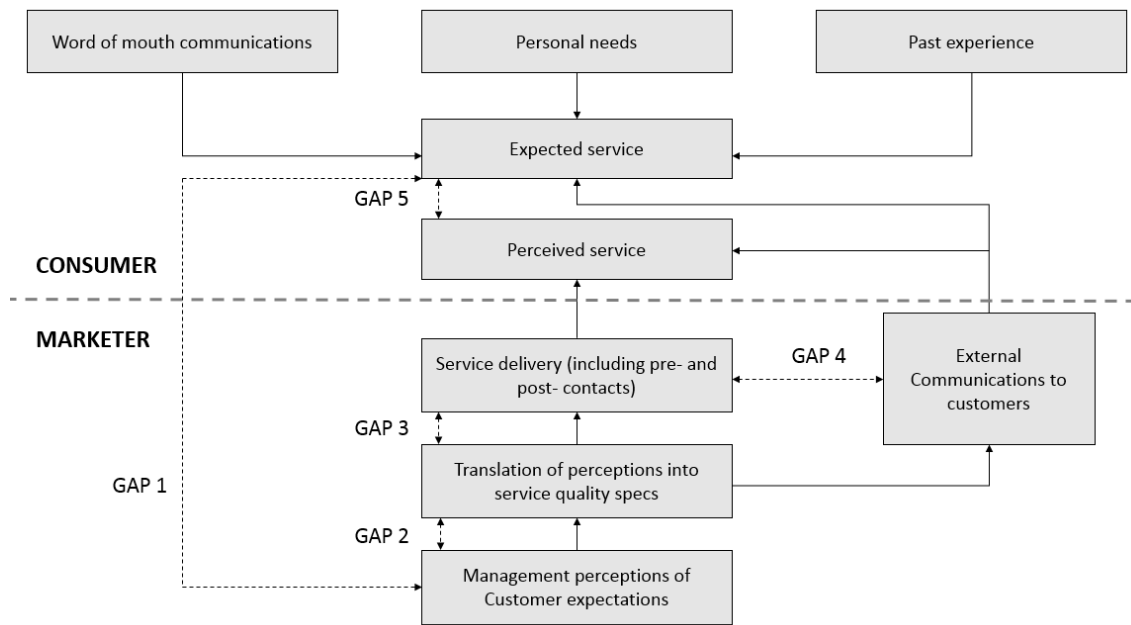 Word of mouth communications
Personal needs
Past experience
Expected service
GAP 5
Perceived service
CONSUMER
MARKETER
Service delivery (including pre- and
post- contacts)
GAP 4
External
Communications to
customers
GAP 3
Translation of perceptions into
service quality specs
GAP 1
GAP 2
Management perceptions of
Customer expectations